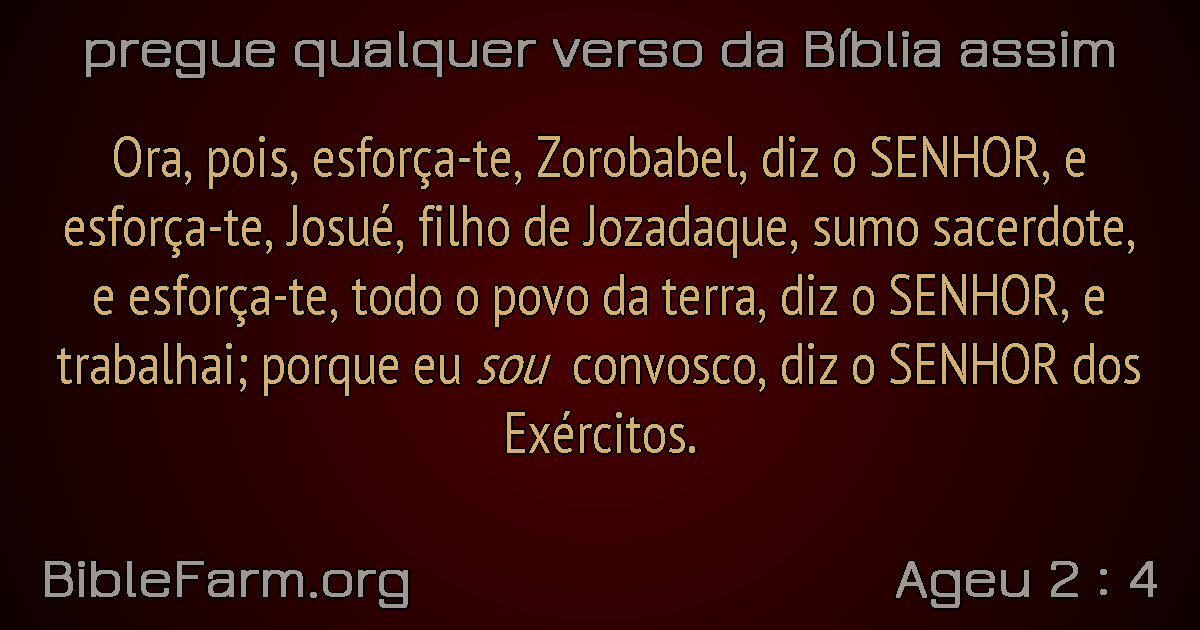 pregue qualquer verso da Bíblia assim
Ora, pois, esforça-te, Zorobabel, diz o SENHOR, e
esforça-te, Josué, filho de Jozadaque, sumo sacerdote,
e esforça-te, todo o povo da terra, diz o SENHOR, e
trabalhai; porque eu sou convosco, diz o SENHOR dos
Exércitos.
BibleFarm.org
Ageu 2 : 4